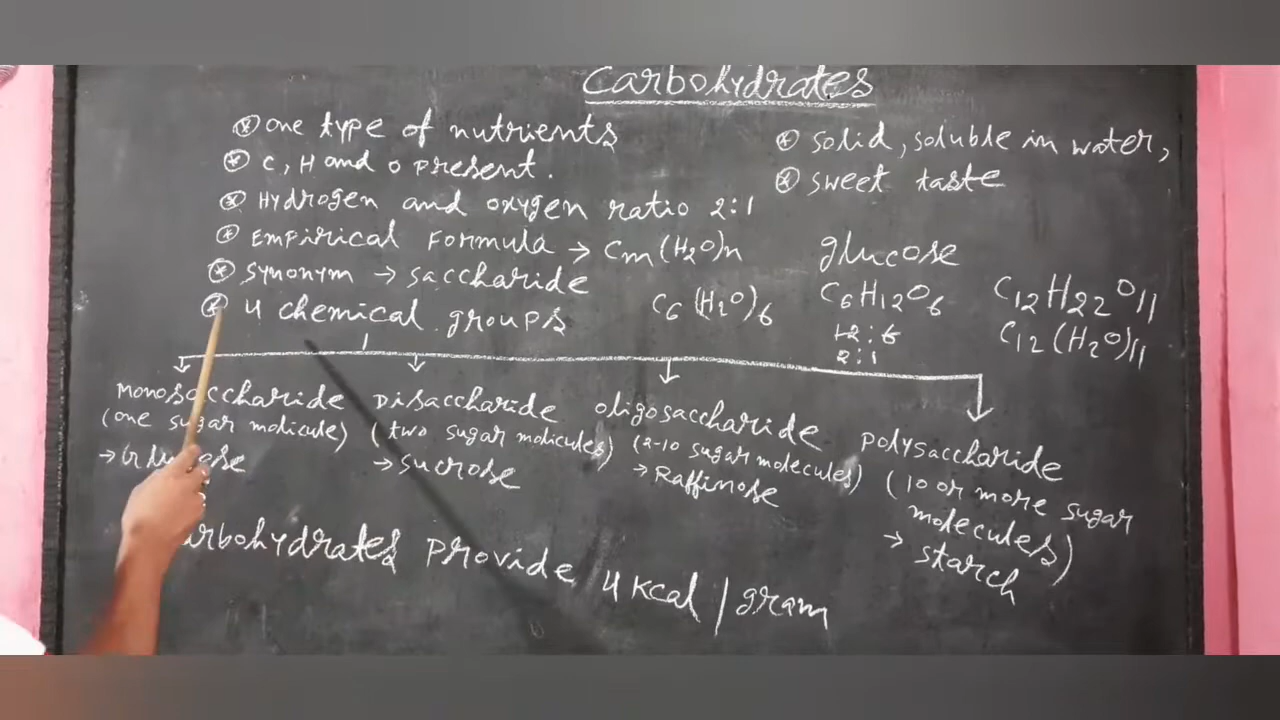 Carbohydrates
one type of nutrients
C, H and O present.
Hydrogen and oxygen ratio 2:1
Empirical Formula → Cm(H2O)n
synonym → saccharide
4 chemical groups
solid, soluble in water,
sweet taste
glucose
C6(H2O)6
C6H12O6
12:6
2:1
C12H22O11
C12(H2O)11
Monosaccharide
(one sugar molicule)
→ Glucose
Disaccharide
(two sugar molicules)
→ Sucrose
oligosaccharide
(2-10 sugar molecules)
→ Raffinose
polysaccharide
(10 or more sugar
molecules)
→ starch
Carbohydrates provide 4 Kcal/gram